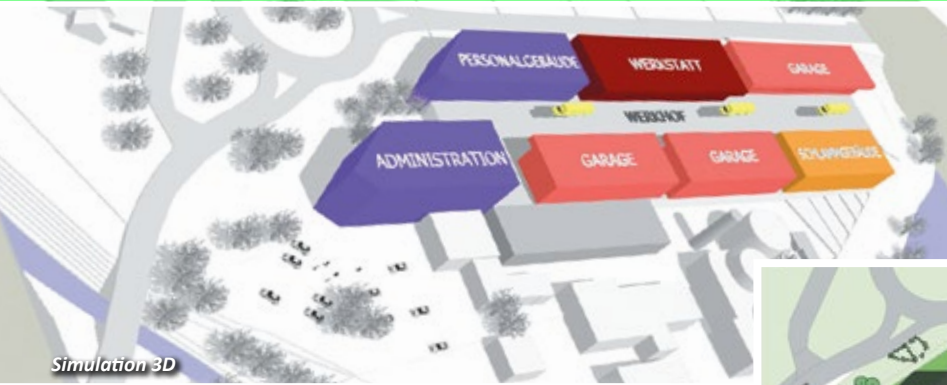 PERSONALGEBÄUDE
WERKSTATT
GARAGE
WERKHOF
ADMINISTRATION
GARAGE
GARAGE
SCHLAMMGEBÄUDE
Simulation 3D